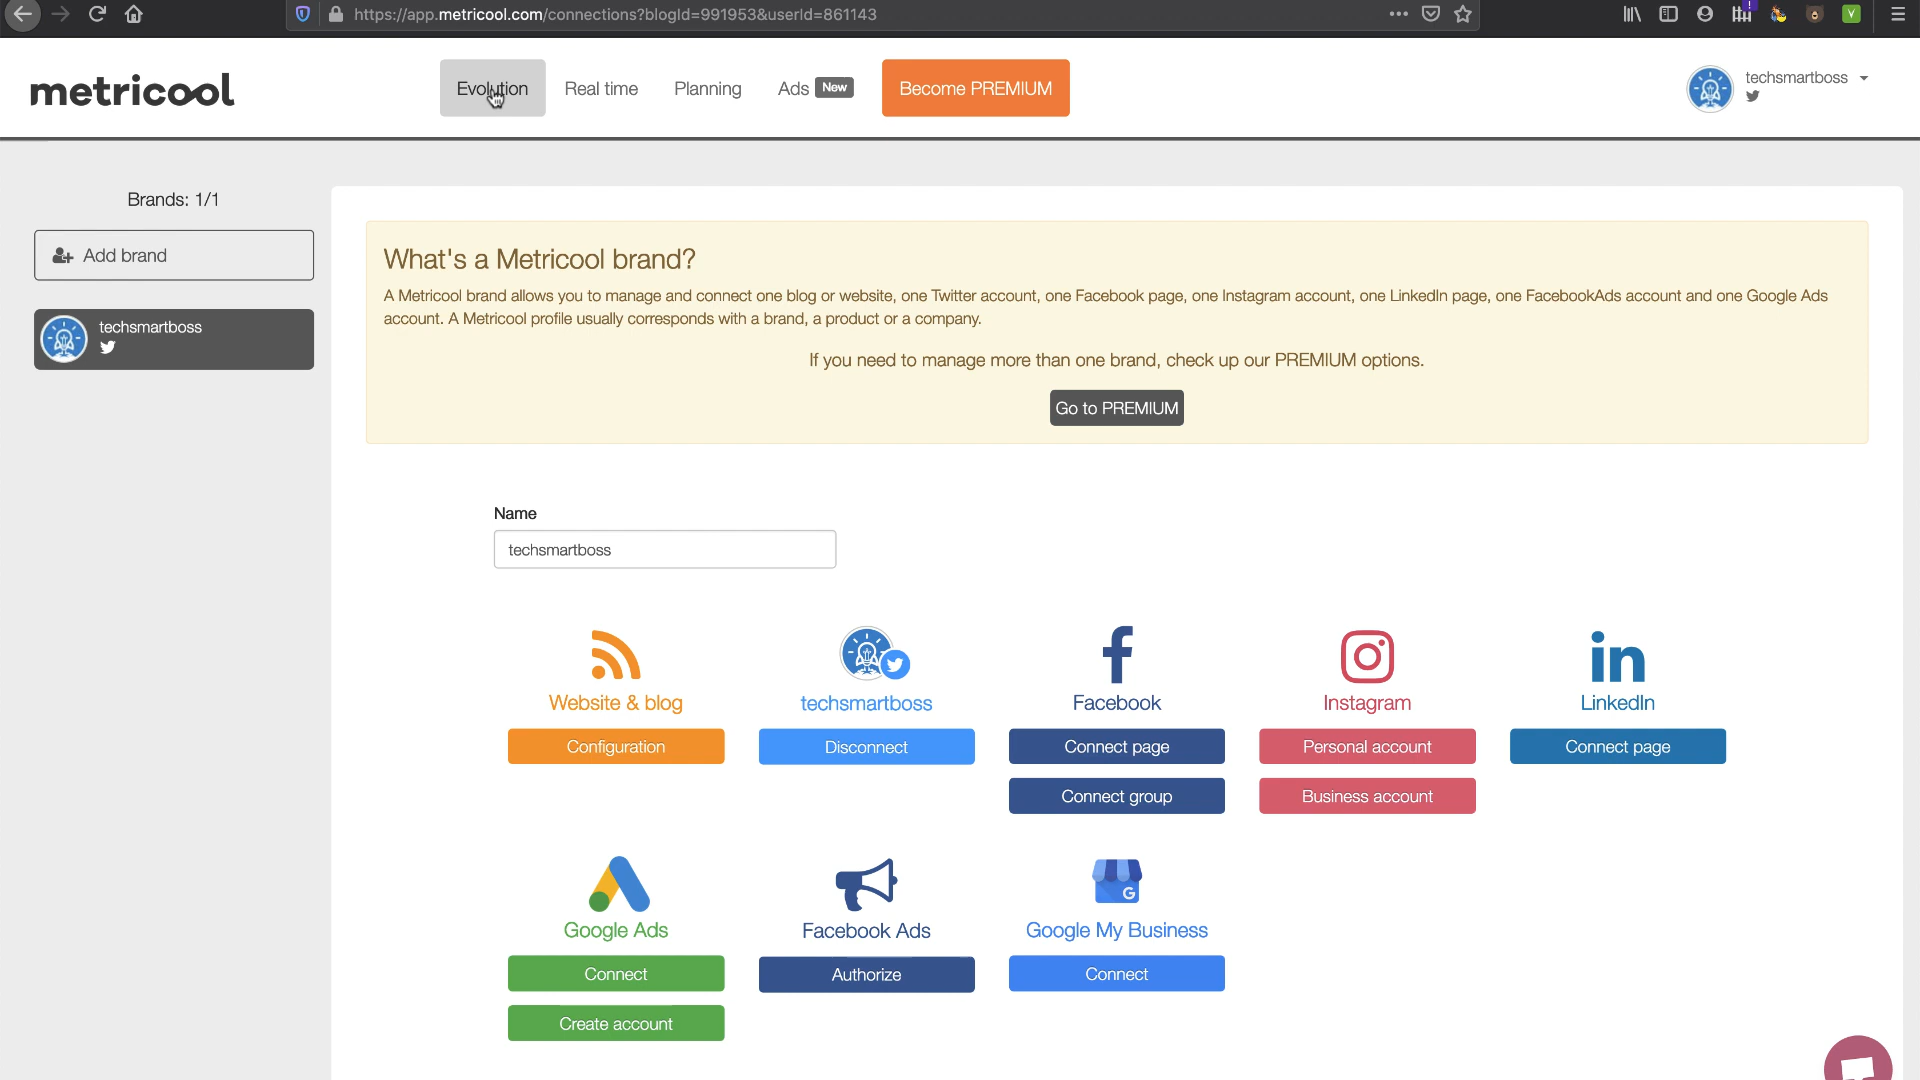 https://app.metricool.com/connections?blogId=991953&userId=861143
metricool
Evolution
Real time
Planning
Ads New
Become PREMIUM
techsmartboss
Brands: 1/1
Add brand
techsmartboss
What's a Metricool brand?
A Metricool brand allows you to manage and connect one blog or website, one Twitter account, one Facebook page, one Instagram account, one LinkedIn page, one FacebookAds account and one Google Ads
account. A Metricool profile usually corresponds with a brand, a product or a company.
If you need to manage more than one brand, check up our PREMIUM options.
Go to PREMIUM
Name
techsmartboss
Website & blog
techsmartboss
Facebook
Instagram
LinkedIn
Configuration
Disconnect
Connect page
Personal account
Connect page
Connect group
Business account
Google Ads
Facebook Ads
Google My Business
Connect
Authorize
Connect
Create account